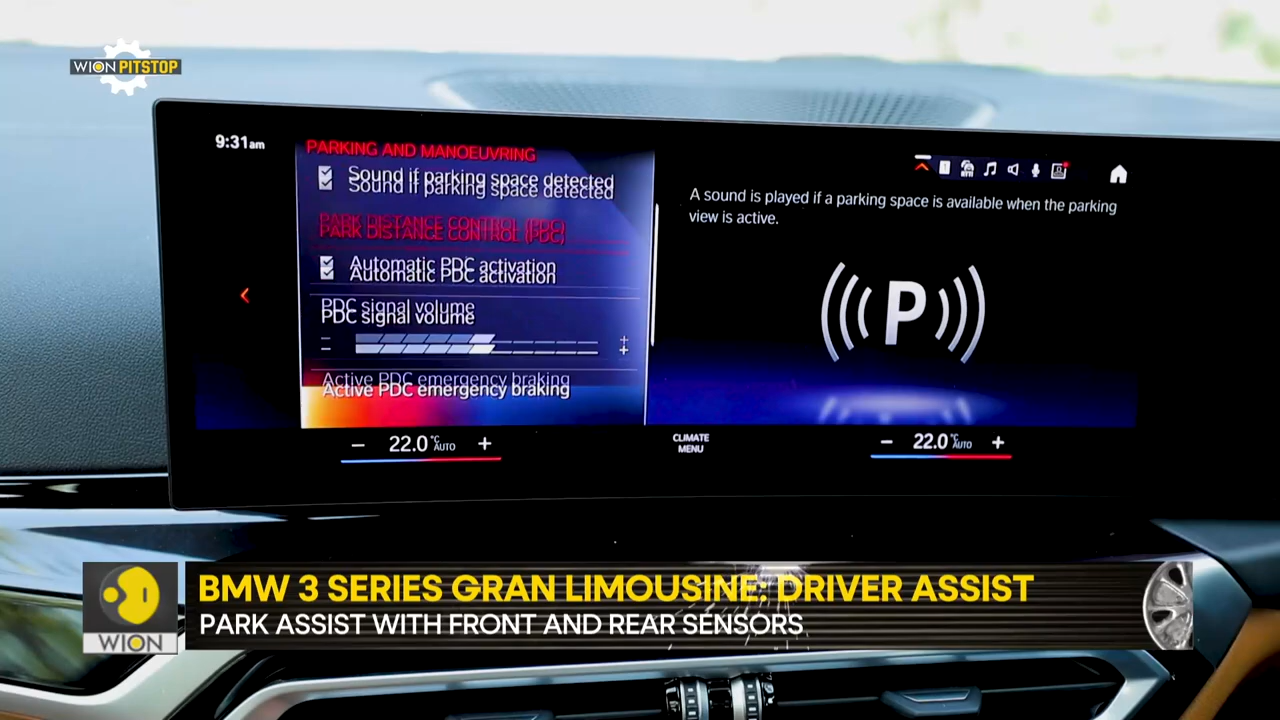 WION PITSTOP
9:31am
PARKING AND MANOEUVRING
Sound if parking space detected
PARK DISTANCE CONTROL (PDC)
Automatic PDC activation
PDC signal volume
− +
Active PDC emergency braking
A sound is played if a parking space is available when the parking
view is active.
P
− 22.0 °C AUTO +
CLIMATE
MENU
− 22.0 °C AUTO +
BMW 3 SERIES GRAN LIMOUSINE: DRIVER ASSIST
PARK ASSIST WITH FRONT AND REAR SENSORS
WION